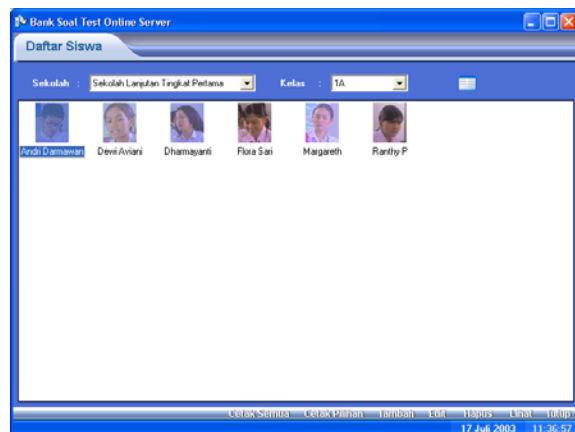 Bank Soal Test Online Server
Daftar Siswa
Sekolah : Sekolah Lanjutan Tingkat Pertama Kelas : 1A
Andri Darmawan Dewi Aviani Dharmayanti Flora Sari Margareth Ranthy P
Cetak Semua Cetak Pilihan Tambah Edit Hapus Lihat Tutup
17 Juli 2003 11:36:57